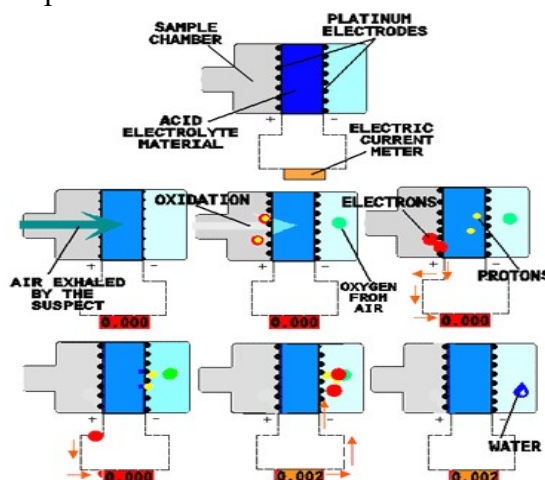 SAMPLE
CHAMBER
PLATINUM
ELECTRODES
ACID
ELECTROLYTE
MATERIAL
+
-
ELECTRIC
CURRENT
METER
OXIDATION
ELECTRONS
AIR EXHALED
BY THE
SUSPECT
+
-
0.000
+
-
OXYGEN
FROM
AIR
0.000
+
-
PROTONS
0.000
+
-
0.000
+
-
0.002
+
-
WATER
0.002